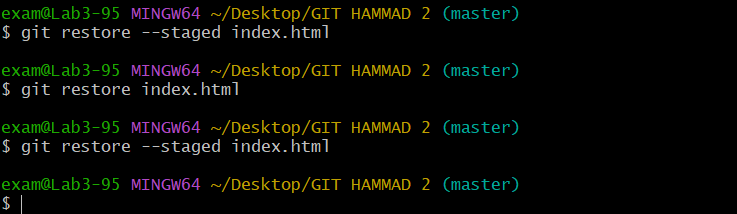 exam@Lab3-95 MINGW64 ~/Desktop/GIT HAMMAD 2 (master)
$ git restore --staged index.html
exam@Lab3-95 MINGW64 ~/Desktop/GIT HAMMAD 2 (master)
$ git restore index.html
exam@Lab3-95 MINGW64 ~/Desktop/GIT HAMMAD 2 (master)
$ git restore --staged index.html
exam@Lab3-95 MINGW64 ~/Desktop/GIT HAMMAD 2 (master)
$